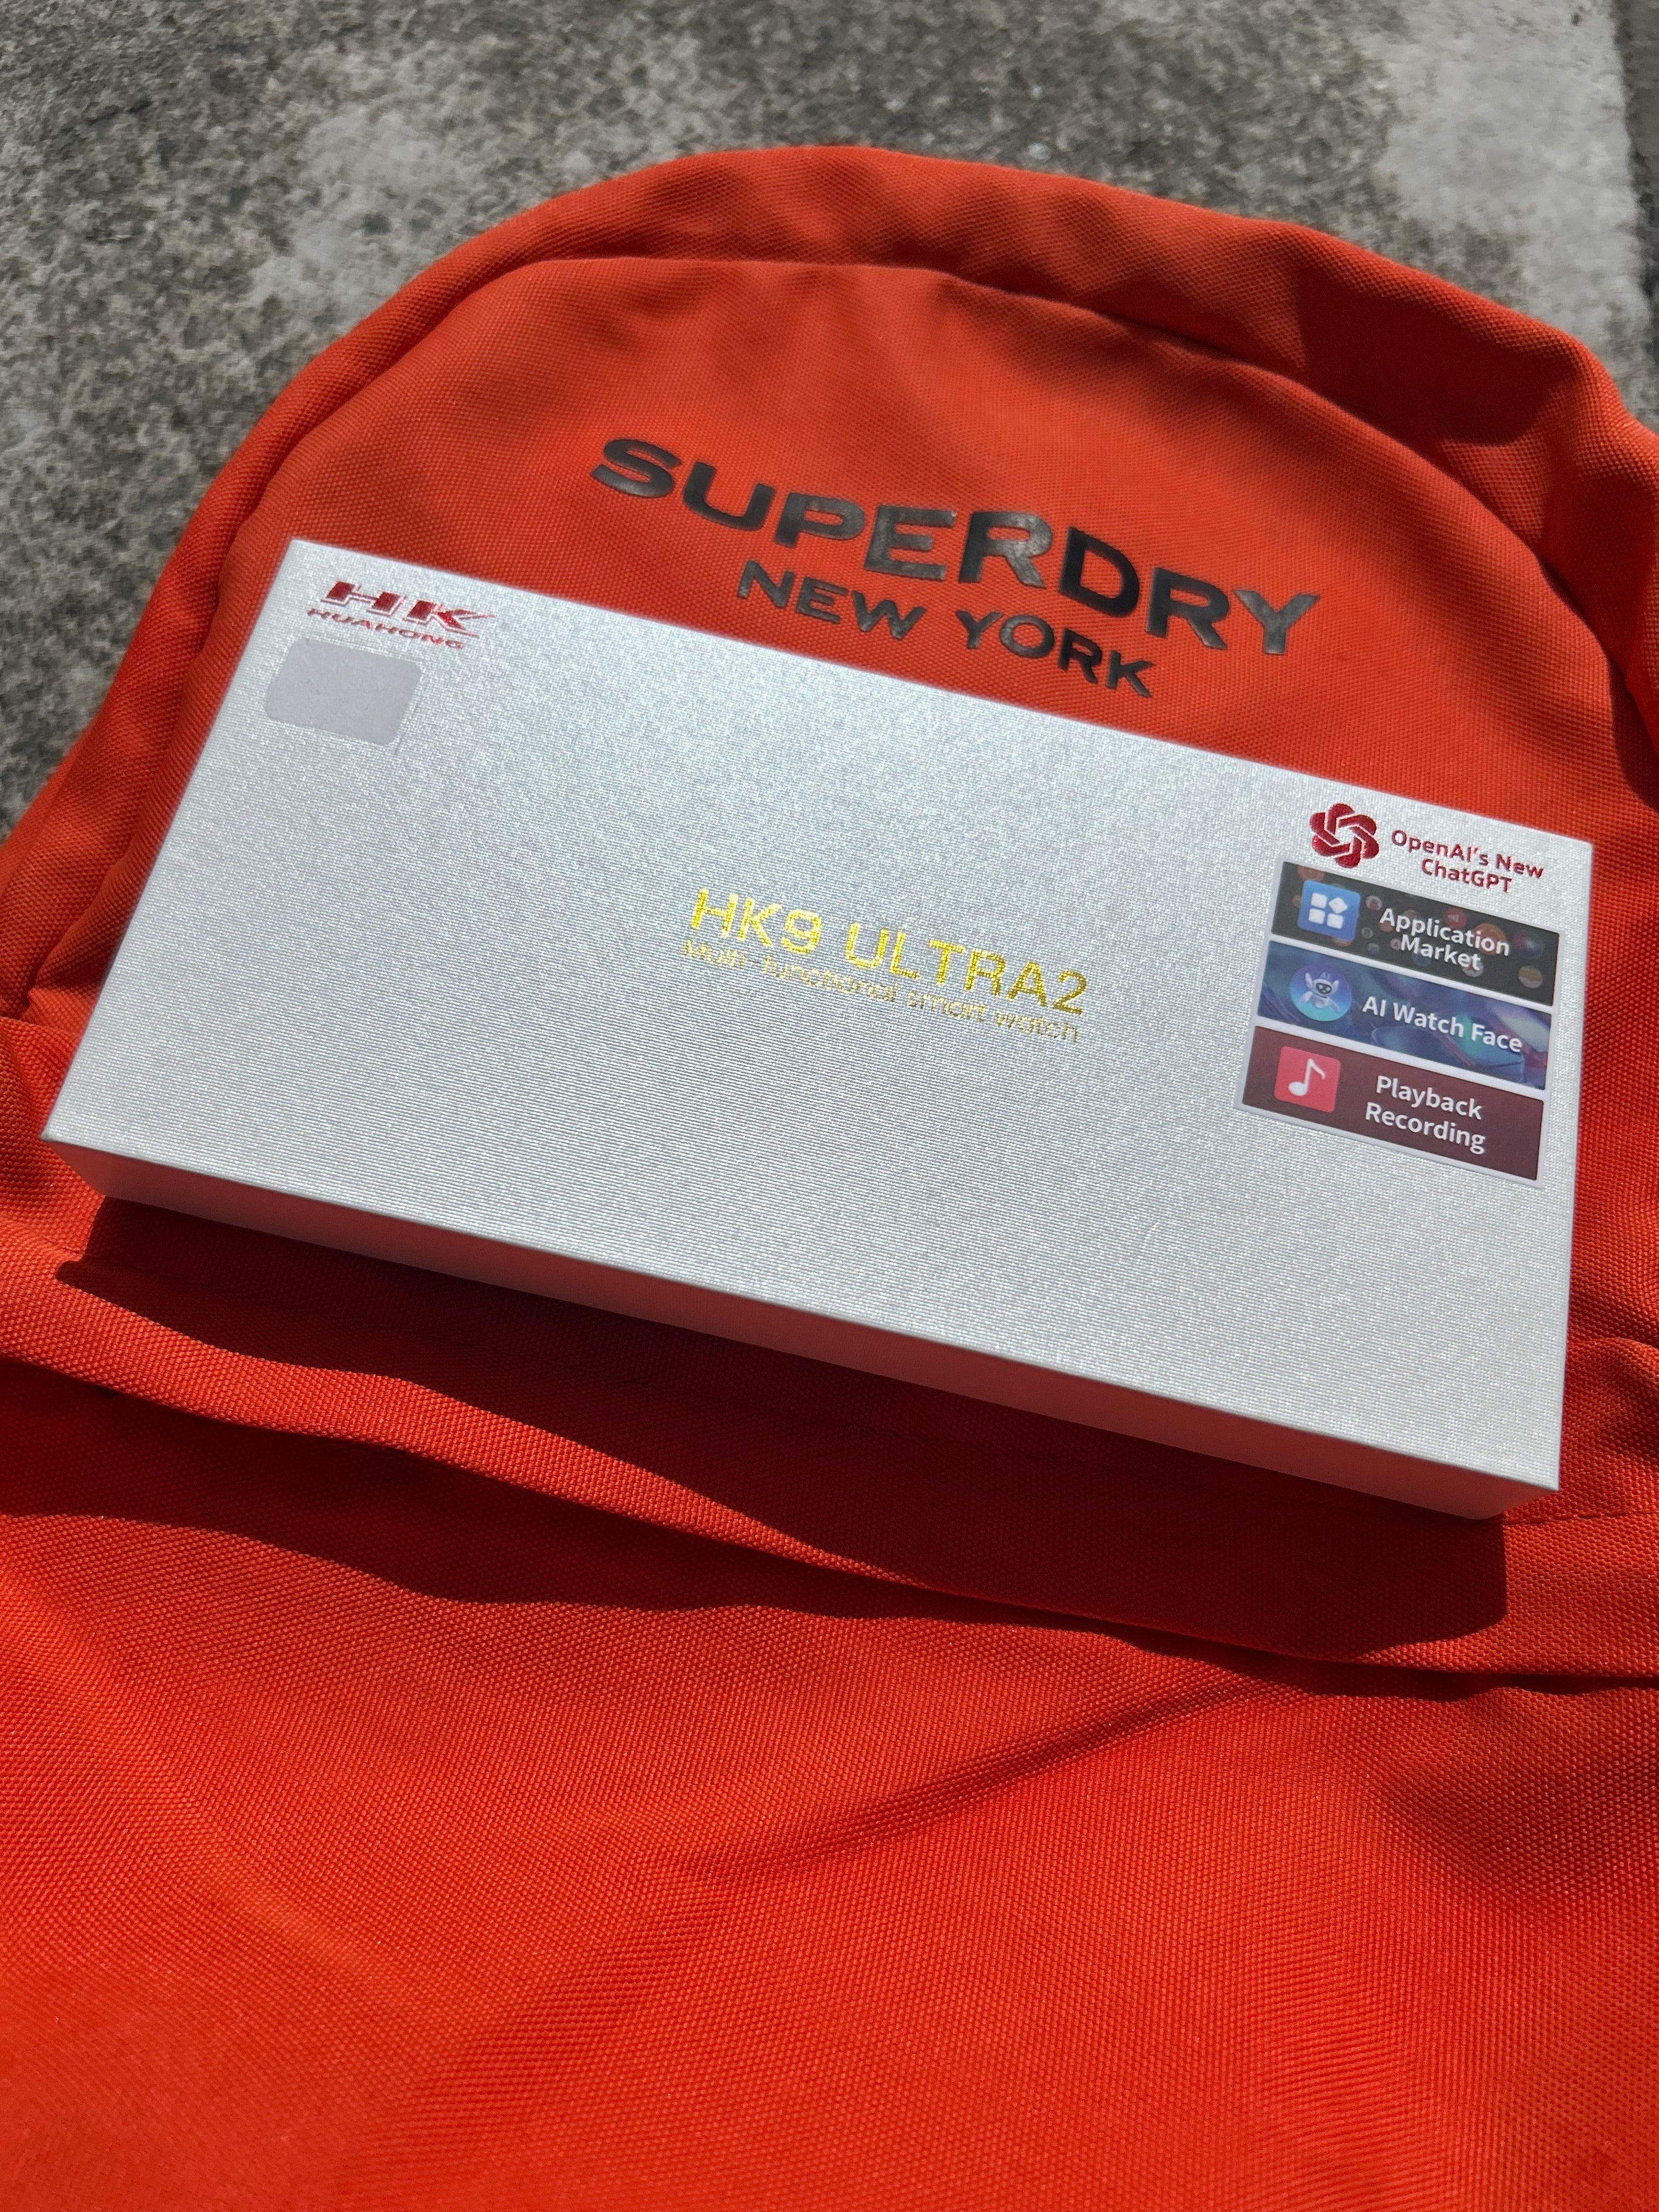 SUPERDRY
NEW YORK
HK
HUAHONG
OpenAI's New
ChatGPT
Application
Market
AI Watch Face
Playback
Recording
HK9 ULTRA2
Multi-functional smart watch